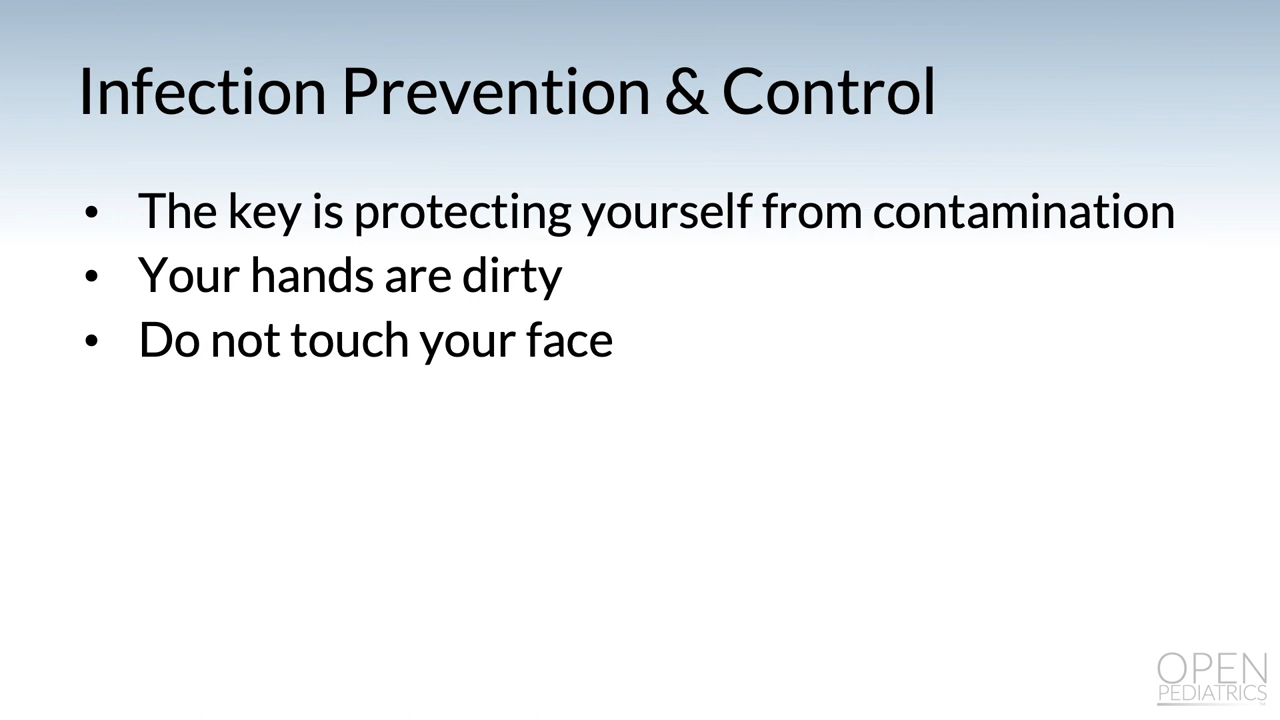 Infection Prevention & Control
• The key is protecting yourself from contamination
• Your hands are dirty
• Do not touch your face
OPEN
PEDIATRICS